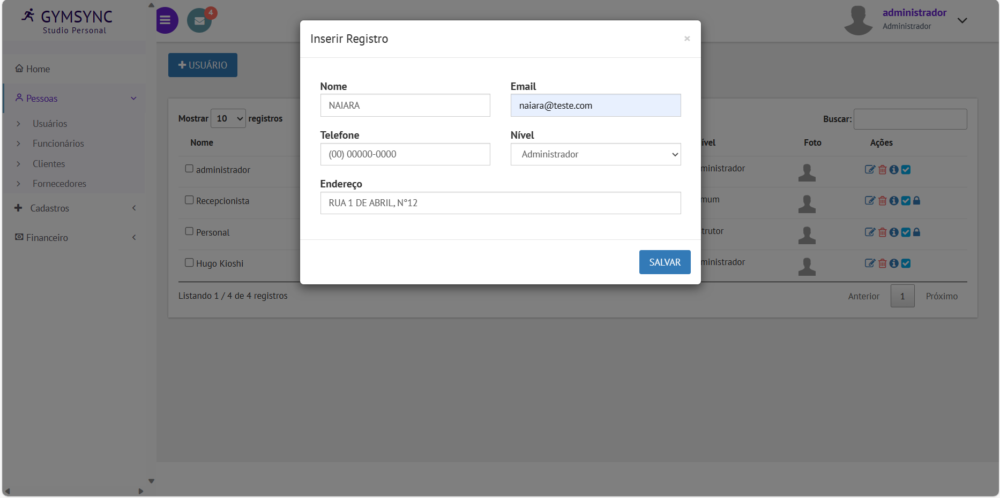 GYMSYNC
Studio Personal
4
administrador
Administrador
Home
Pessoas
Usuários
Funcionários
Clientes
Fornecedores
Cadastros
Financeiro
USUÁRIO
Mostrar 10 registros
Buscar:
Nome
ível
Foto
Ações
administrador
ministrador
Recepcionista
mum
Personal
trutor
Hugo Kioshi
ministrador
Listando 1 / 4 de 4 registros
Anterior 1 Próximo
Inserir Registro
×
Nome
Email
NAIARA
naiara@teste.com
Telefone
Nível
(00) 00000-0000
Administrador
Endereço
RUA 1 DE ABRIL, N°12
SALVAR